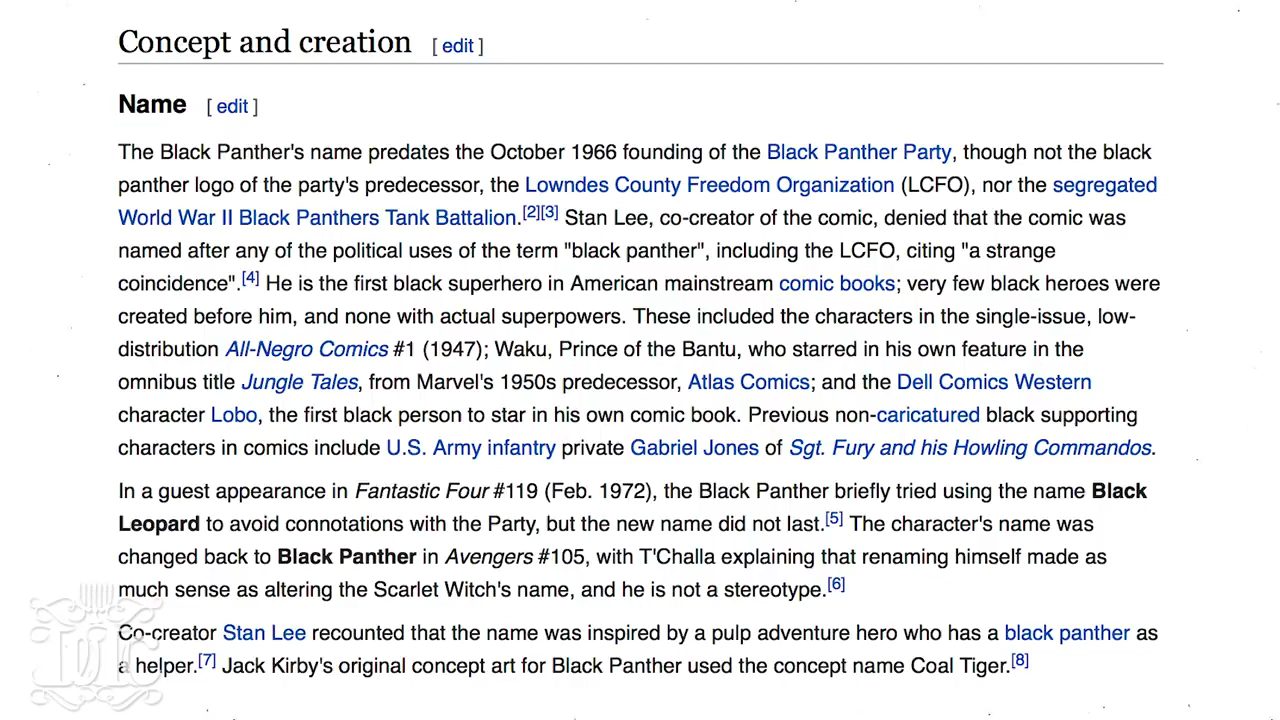 Concept and creation [ edit ]
Name [ edit ]
The Black Panther's name predates the October 1966 founding of the Black Panther Party, though not the black
panther logo of the party's predecessor, the Lowndes County Freedom Organization (LCFO), nor the segregated
World War II Black Panthers Tank Battalion.[2][3] Stan Lee, co-creator of the comic, denied that the comic was
named after any of the political uses of the term "black panther", including the LCFO, citing "a strange
coincidence".[4] He is the first black superhero in American mainstream comic books; very few black heroes were
created before him, and none with actual superpowers. These included the characters in the single-issue, low-
distribution All-Negro Comics #1 (1947); Waku, Prince of the Bantu, who starred in his own feature in the
omnibus title Jungle Tales, from Marvel's 1950s predecessor, Atlas Comics; and the Dell Comics Western
character Lobo, the first black person to star in his own comic book. Previous non-caricatured black supporting
characters in comics include U.S. Army infantry private Gabriel Jones of Sgt. Fury and his Howling Commandos.
In a guest appearance in Fantastic Four #119 (Feb. 1972), the Black Panther briefly tried using the name Black
Leopard to avoid connotations with the Party, but the new name did not last.[5] The character's name was
changed back to Black Panther in Avengers #105, with T'Challa explaining that renaming himself made as
much sense as altering the Scarlet Witch's name, and he is not a stereotype.[6]
Co-creator Stan Lee recounted that the name was inspired by a pulp adventure hero who has a black panther as
a helper.[7] Jack Kirby's original concept art for Black Panther used the concept name Coal Tiger.[8]